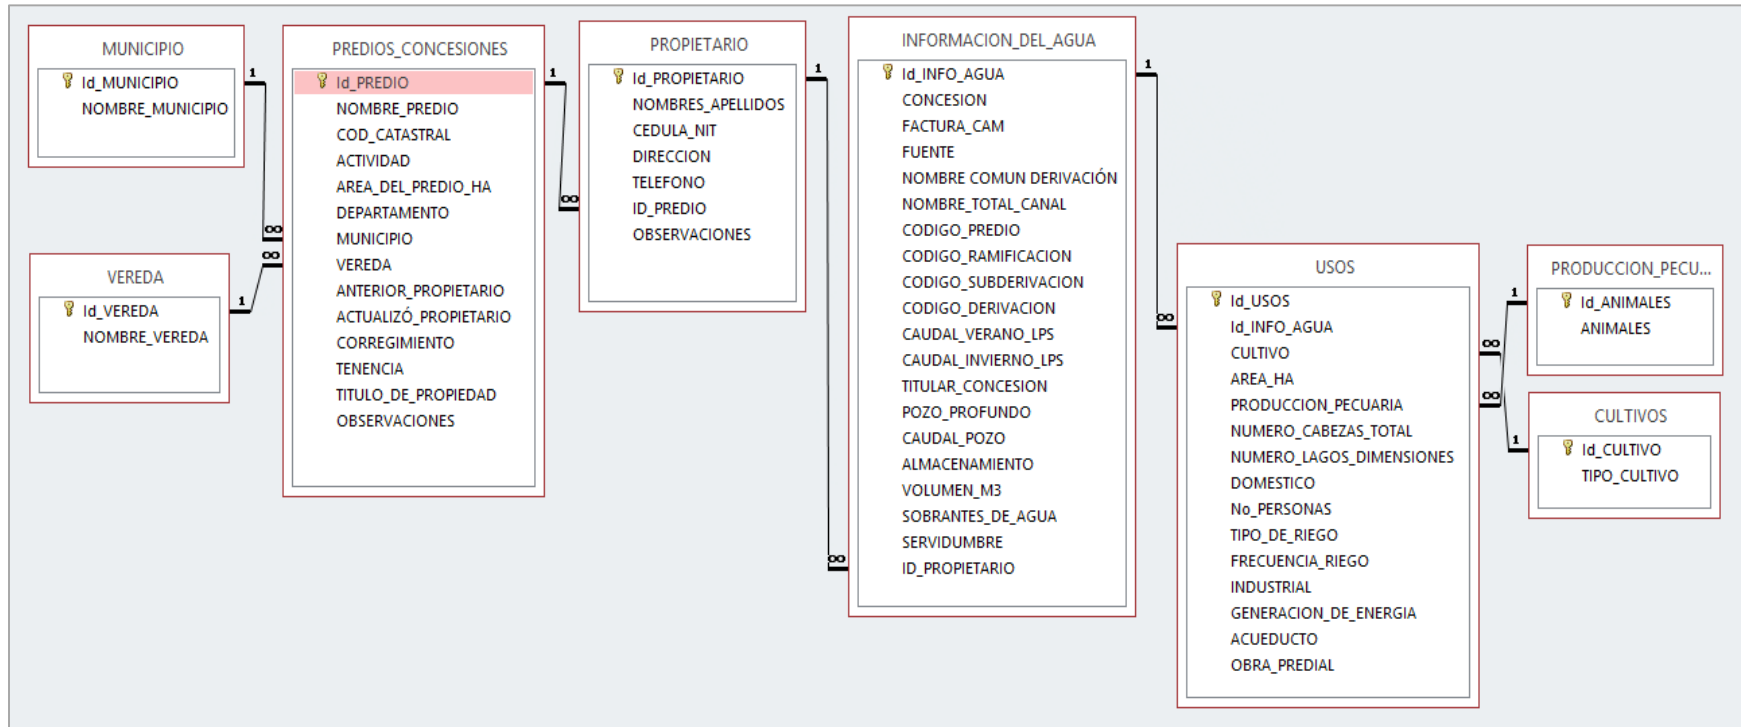 MUNICIPIO
Id_MUNICIPIO
NOMBRE_MUNICIPIO
1
∞
VEREDA
Id_VEREDA
NOMBRE_VEREDA
1
∞
PREDIOS_CONCESIONES
Id_PREDIO
NOMBRE_PREDIO
COD_CATASTRAL
ACTIVIDAD
AREA_DEL_PREDIO_HA
DEPARTAMENTO
MUNICIPIO
VEREDA
ANTERIOR_PROPIETARIO
ACTUALIZÓ_PROPIETARIO
CORREGIMIENTO
TENENCIA
TITULO_DE_PROPIEDAD
OBSERVACIONES
1
∞
PROPIETARIO
Id_PROPIETARIO
NOMBRES_APELLIDOS
CEDULA_NIT
DIRECCION
TELEFONO
ID_PREDIO
OBSERVACIONES
1
∞
INFORMACION_DEL_AGUA
Id_INFO_AGUA
CONCESION
FACTURA_CAM
FUENTE
NOMBRE COMUN DERIVACIÓN
NOMBRE_TOTAL_CANAL
CODIGO_PREDIO
CODIGO_RAMIFICACION
CODIGO_SUBDERIVACION
CODIGO_DERIVACION
CAUDAL_VERANO_LPS
CAUDAL_INVIERNO_LPS
TITULAR_CONCESION
POZO_PROFUNDO
CAUDAL_POZO
ALMACENAMIENTO
VOLUMEN_M3
SOBRANTES_DE_AGUA
SERVIDUMBRE
ID_PROPIETARIO
1
∞
USOS
Id_USOS
Id_INFO_AGUA
CULTIVO
AREA_HA
PRODUCCION_PECUARIA
NUMERO_CABEZAS_TOTAL
NUMERO_LAGOS_DIMENSIONES
DOMESTICO
No_PERSONAS
TIPO_DE_RIEGO
FRECUENCIA_RIEGO
INDUSTRIAL
GENERACION_DE_ENERGIA
ACUEDUCTO
OBRA_PREDIAL
∞
∞
1
PRODUCCION_PECU...
Id_ANIMALES
ANIMALES
1
CULTIVOS
Id_CULTIVO
TIPO_CULTIVO